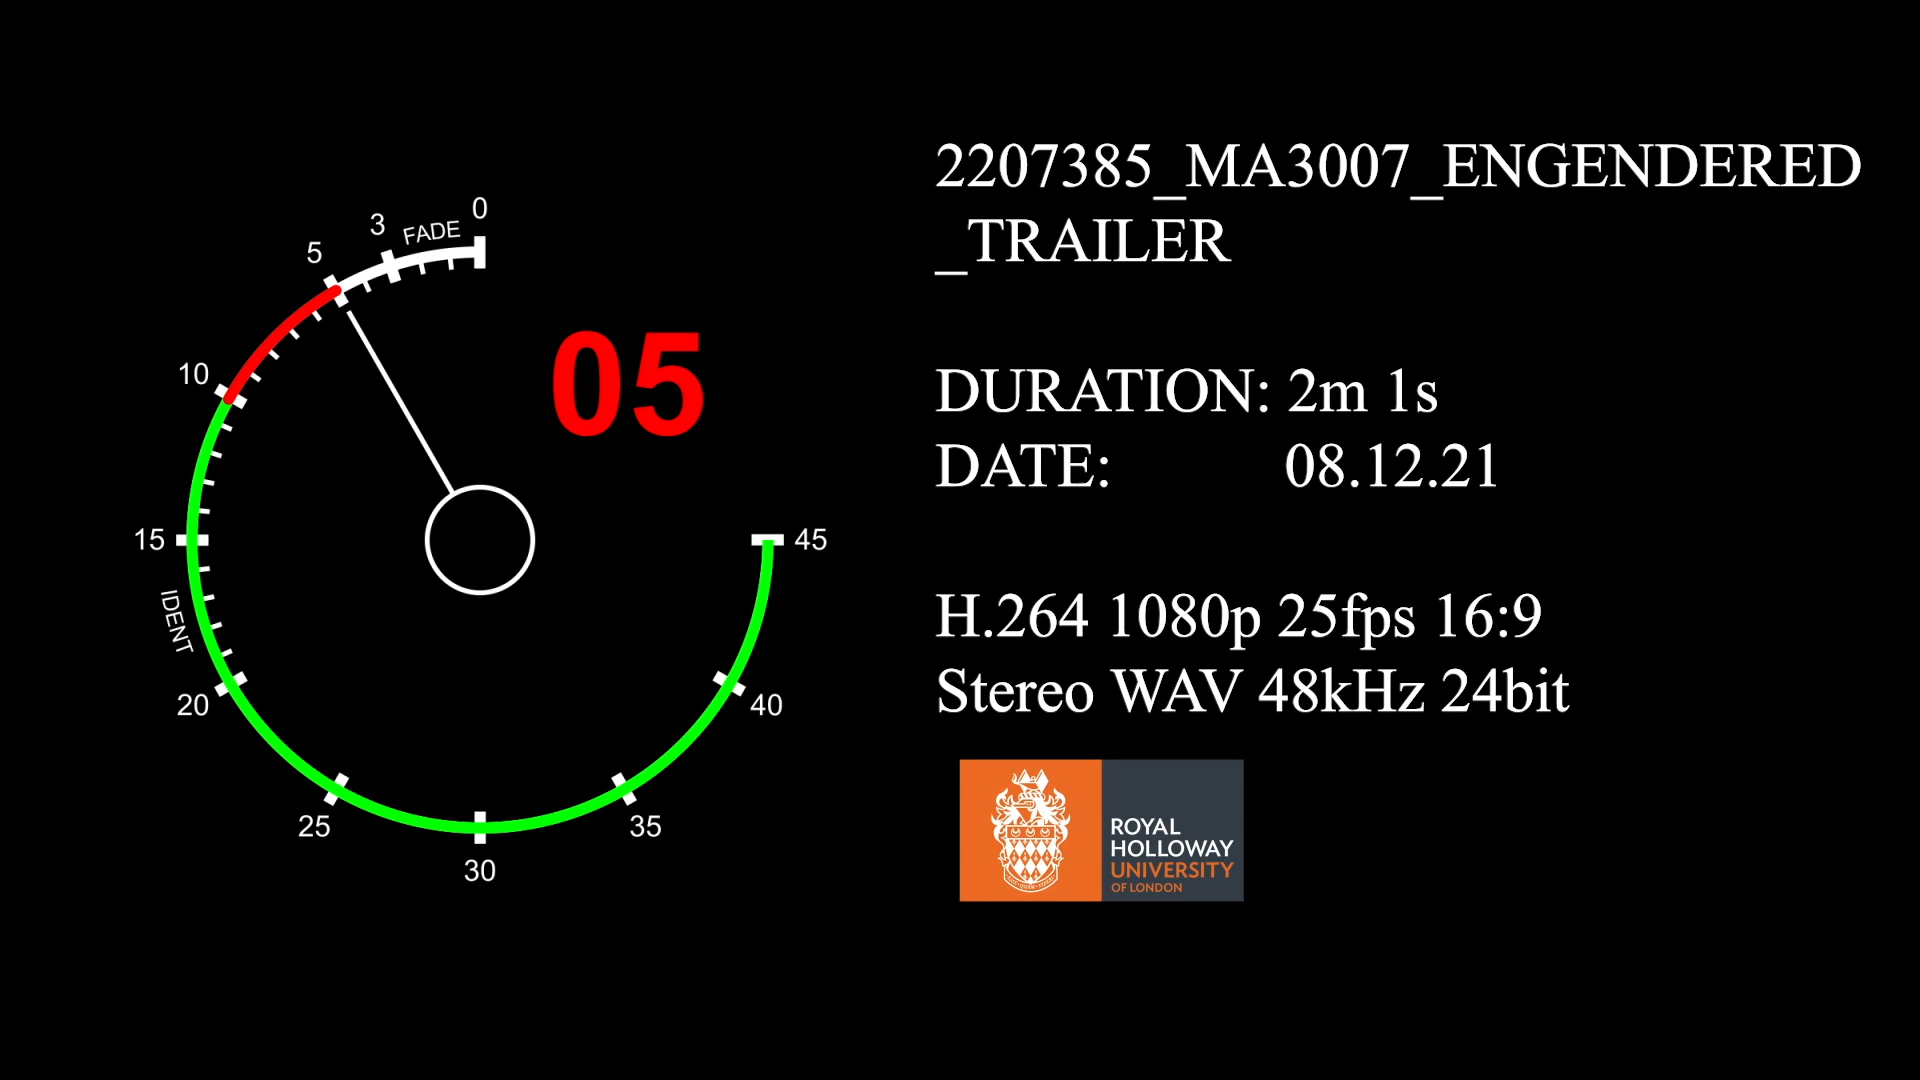 2207385_MA3007_ENGENDERED
_TRAILER
DURATION: 2m 1s
DATE: 08.12.21
H.264 1080p 25fps 16:9
Stereo WAV 48kHz 24bit
0
3
FADE
5
05
10
15
IDENT
20
25
30
35
40
45
ROYAL
HOLLOWAY
UNIVERSITY
OF LONDON